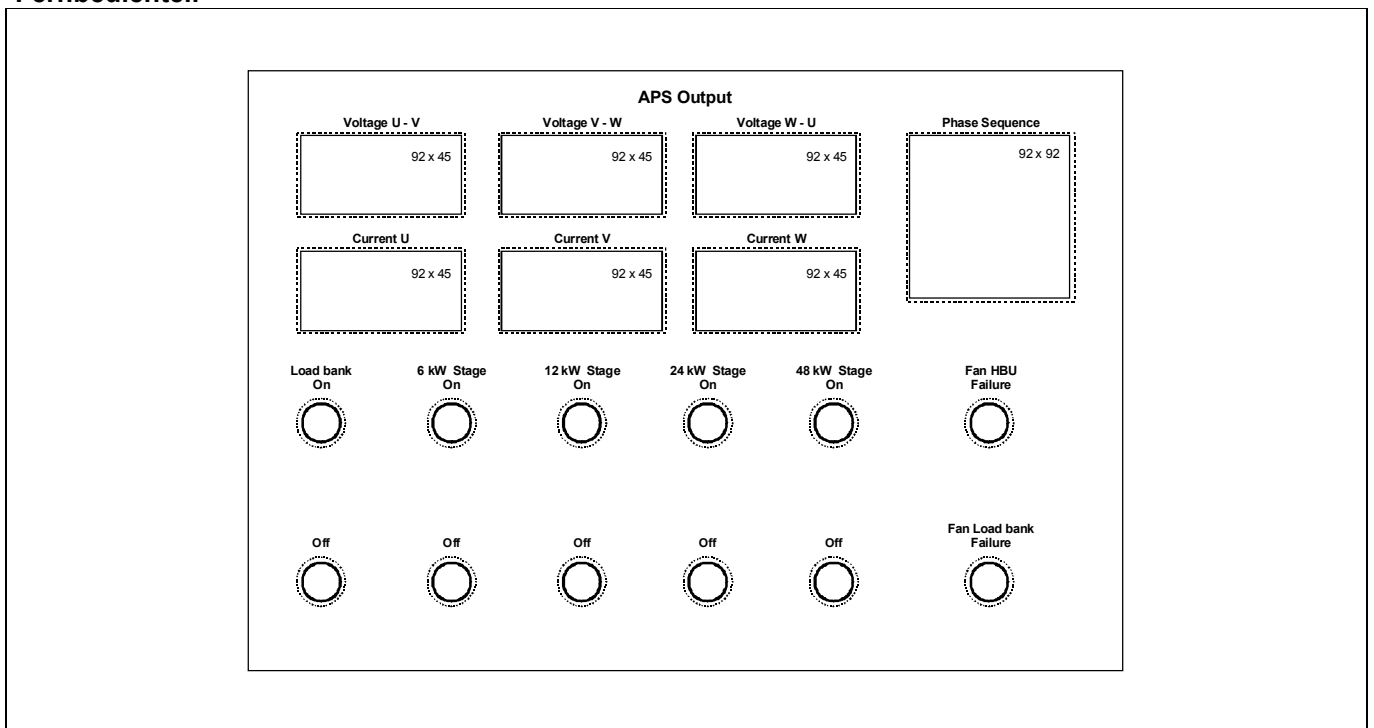 APS Output
Voltage U - V Voltage V - W Voltage W - U Phase Sequence
92 x 45 92 x 45 92 x 45 92 x 92
Current U Current V Current W
92 x 45 92 x 45 92 x 45
Load bank 6 kW Stage 12 kW Stage 24 kW Stage 48 kW Stage Fan HBU
On On On On On Failure
Fan Load bank
Off Off Off Off Off Failure